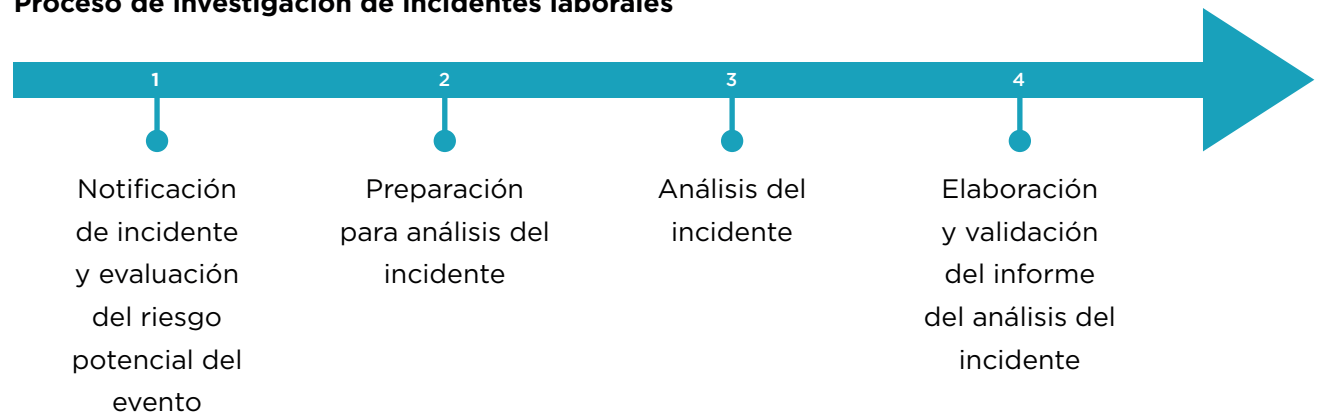 Proceso de investigación de incidentes laborales
1
2
3
4
Notificación
de incidente
y evaluación
del riesgo
potencial del
evento
Preparación
para análisis del
incidente
Análisis del
incidente
Elaboración
y validación
del informe
del análisis del
incidente